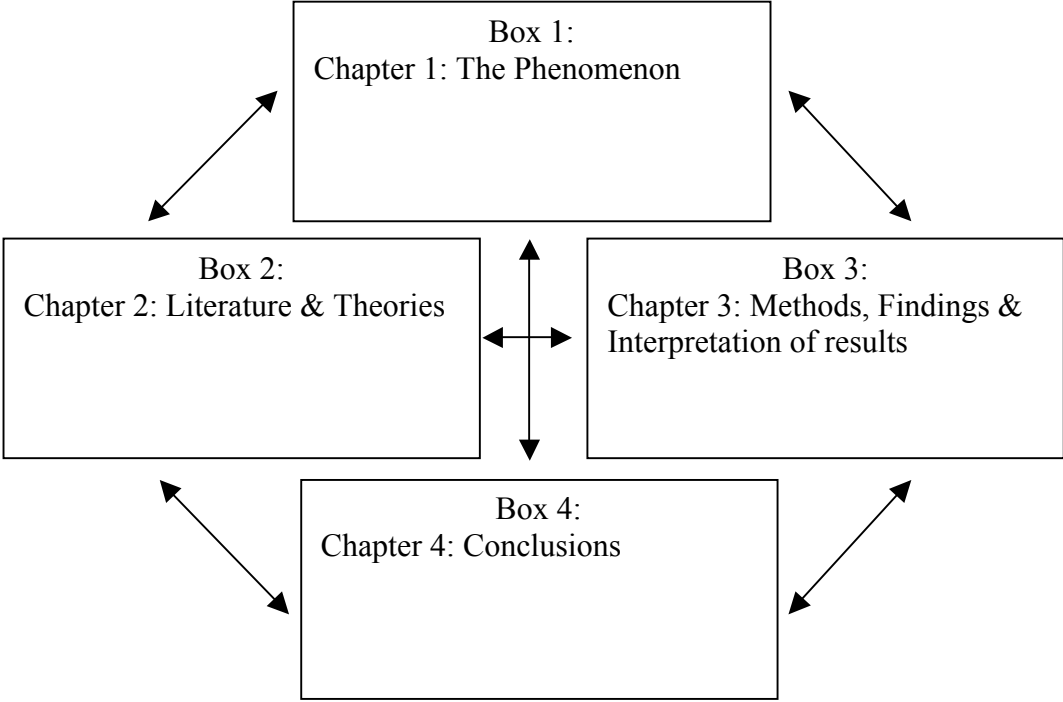 Box 1:
Chapter 1: The Phenomenon
Box 2:
Chapter 2: Literature & Theories
Box 3:
Chapter 3: Methods, Findings &
Interpretation of results
Box 4:
Chapter 4: Conclusions